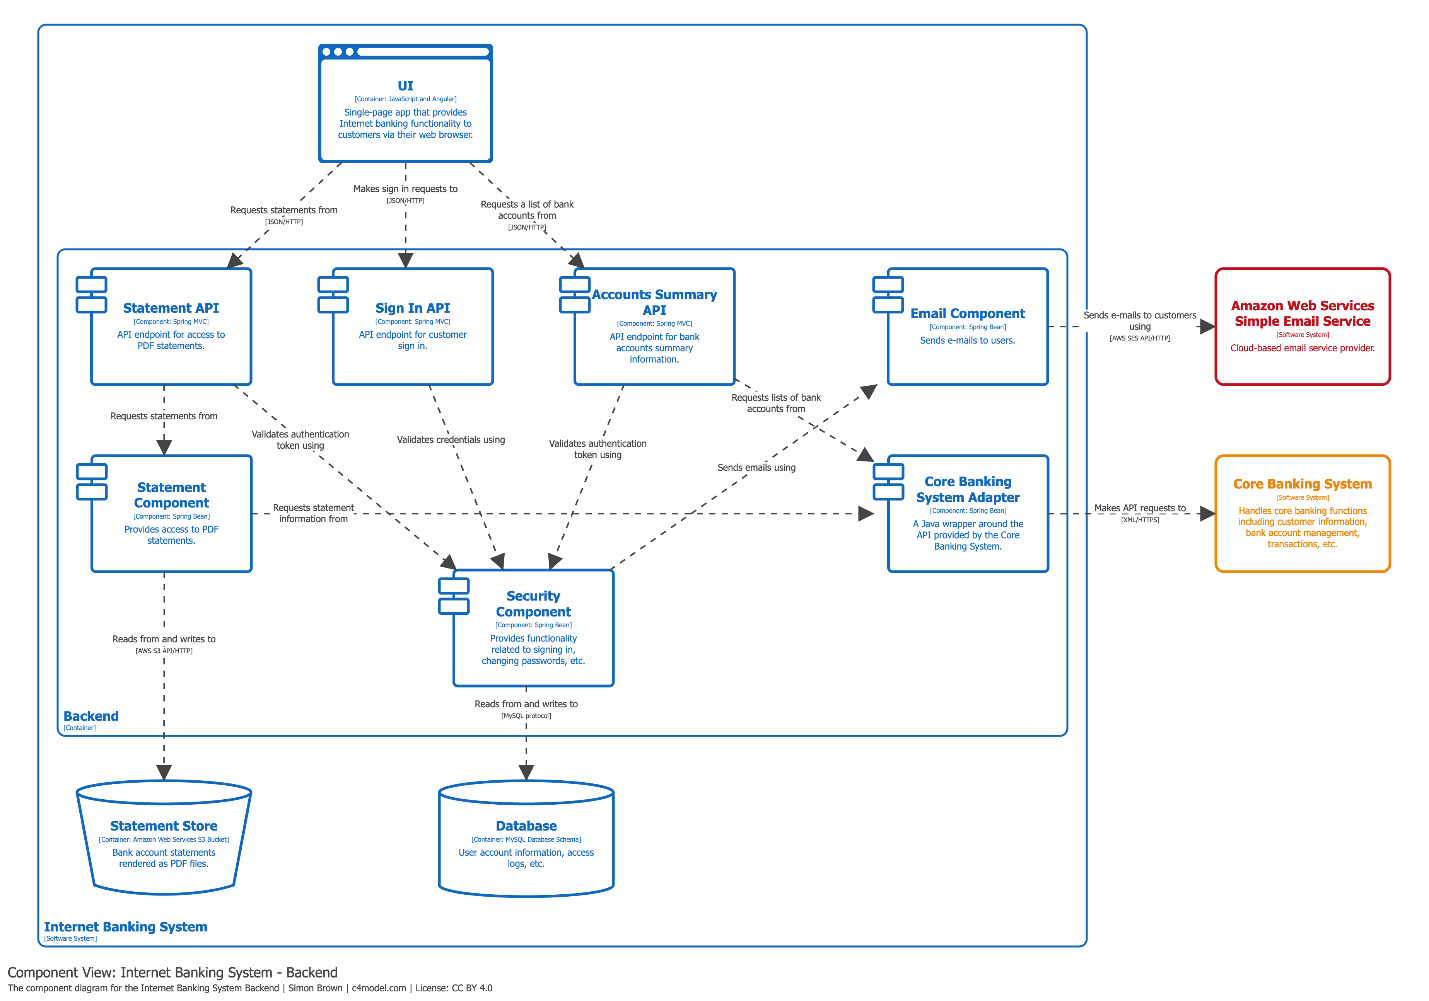 UI
[Container: JavaScript and Angular]
Single-page app that provides
Internet banking functionality to
customers via their web browser.
Requests statements from
[JSON/HTTP]
Makes sign in requests to
[JSON/HTTP]
Requests a list of bank
accounts from
[JSON/HTTP]
Statement API
[Component: Spring MVC]
API endpoint for access to
PDF statements.
Sign In API
[Component: Spring MVC]
API endpoint for customer
sign in.
Accounts Summary
API
[Component: Spring MVC]
API endpoint for bank
accounts summary
information.
Email Component
[Component: Spring Bean]
Sends e-mails to users.
Sends e-mails to customers
using
[AWS SES API/HTTP]
Amazon Web Services
Simple Email Service
[Software System]
Cloud-based email service provider.
Requests statements from
Validates authentication
token using
Validates credentials using
Validates authentication
token using
Requests lists of bank
accounts from
Sends emails using
Statement
Component
[Component: Spring Bean]
Provides access to PDF
statements.
Requests statement
information from
Core Banking
System Adapter
[Component: Spring Bean]
A Java wrapper around the
API provided by the Core
Banking System.
Makes API requests to
[XML/HTTPS]
Core Banking System
[Software System]
Handles core banking functions
including customer information,
bank account management,
transactions, etc.
Security
Component
[Component: Spring Bean]
Provides functionality
related to signing in,
changing passwords, etc.
Reads from and writes to
[AWS S3 API/HTTP]
Reads from and writes to
[MySQL protocol]
Backend
[Container]
Statement Store
[Container: Amazon Web Services S3 Bucket]
Bank account statements
rendered as PDF files.
Database
[Container: MySQL Database Schema]
User account information, access
logs, etc.
Internet Banking System
[Software System]
Component View: Internet Banking System - Backend
The component diagram for the Internet Banking System Backend | Simon Brown | c4model.com | License: CC BY 4.0